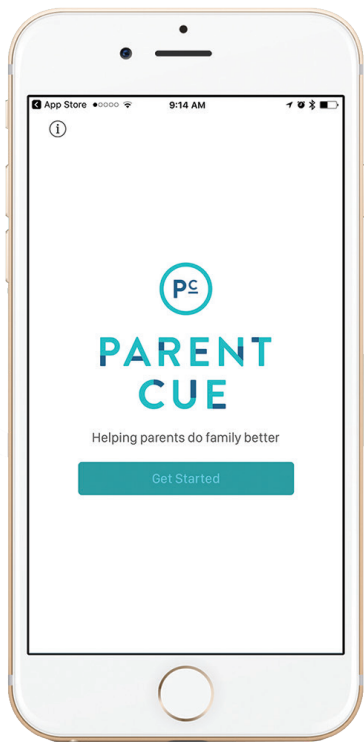 App Store 9:14 AM
i
PC
PARENT
CUE
Helping parents do family better
Get Started